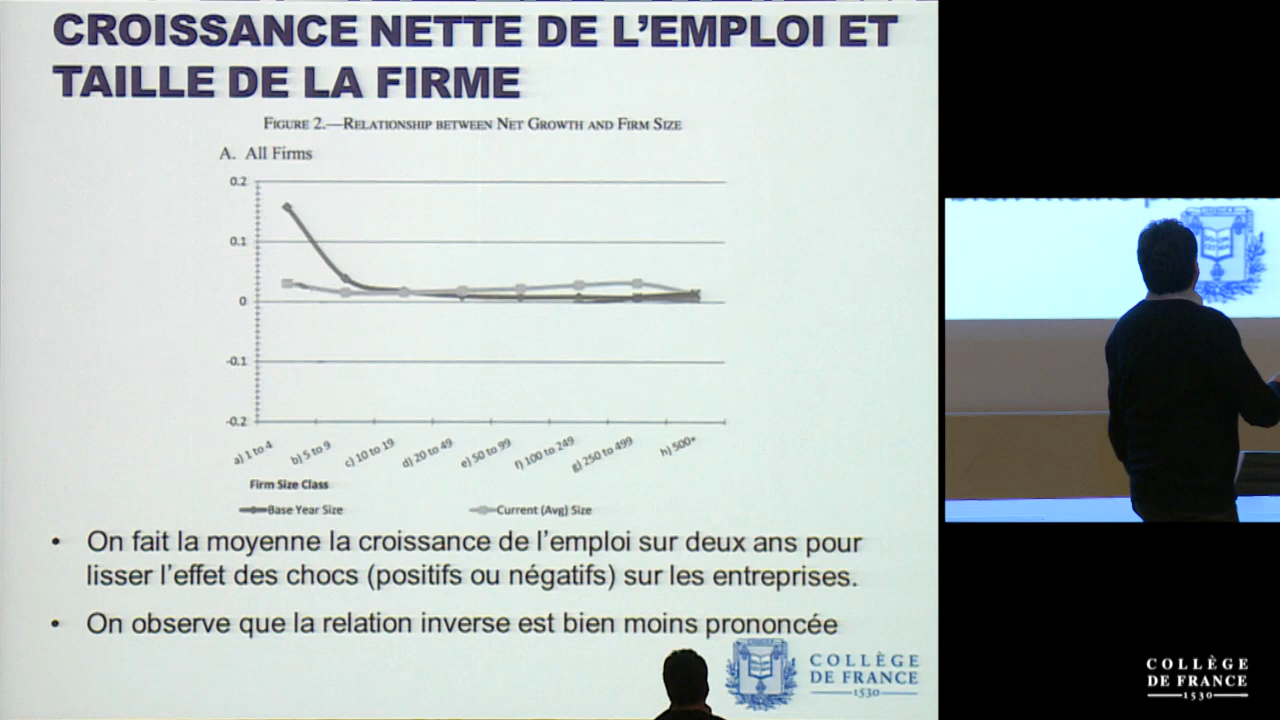 CROISSANCE NETTE DE L'EMPLOI ET
TAILLE DE LA FIRME
FIGURE 2.—RELATIONSHIP BETWEEN NET GROWTH AND FIRM SIZE
A. All Firms
0.2
0.1
0
-0.1
-0.2
a) 1 to 4
b) 5 to 9
c) 10 to 19
d) 20 to 49
e) 50 to 99
f) 100 to 249
g) 250 to 499
h) 500+
Firm Size Class
Base Year Size
Current (Avg) Size
• On fait la moyenne la croissance de l'emploi sur deux ans pour
lisser l'effet des chocs (positifs ou négatifs) sur les entreprises.
• On observe que la relation inverse est bien moins prononcée
COLLÈGE
DE FRANCE
1530
COLLÈGE
DE FRANCE
1530